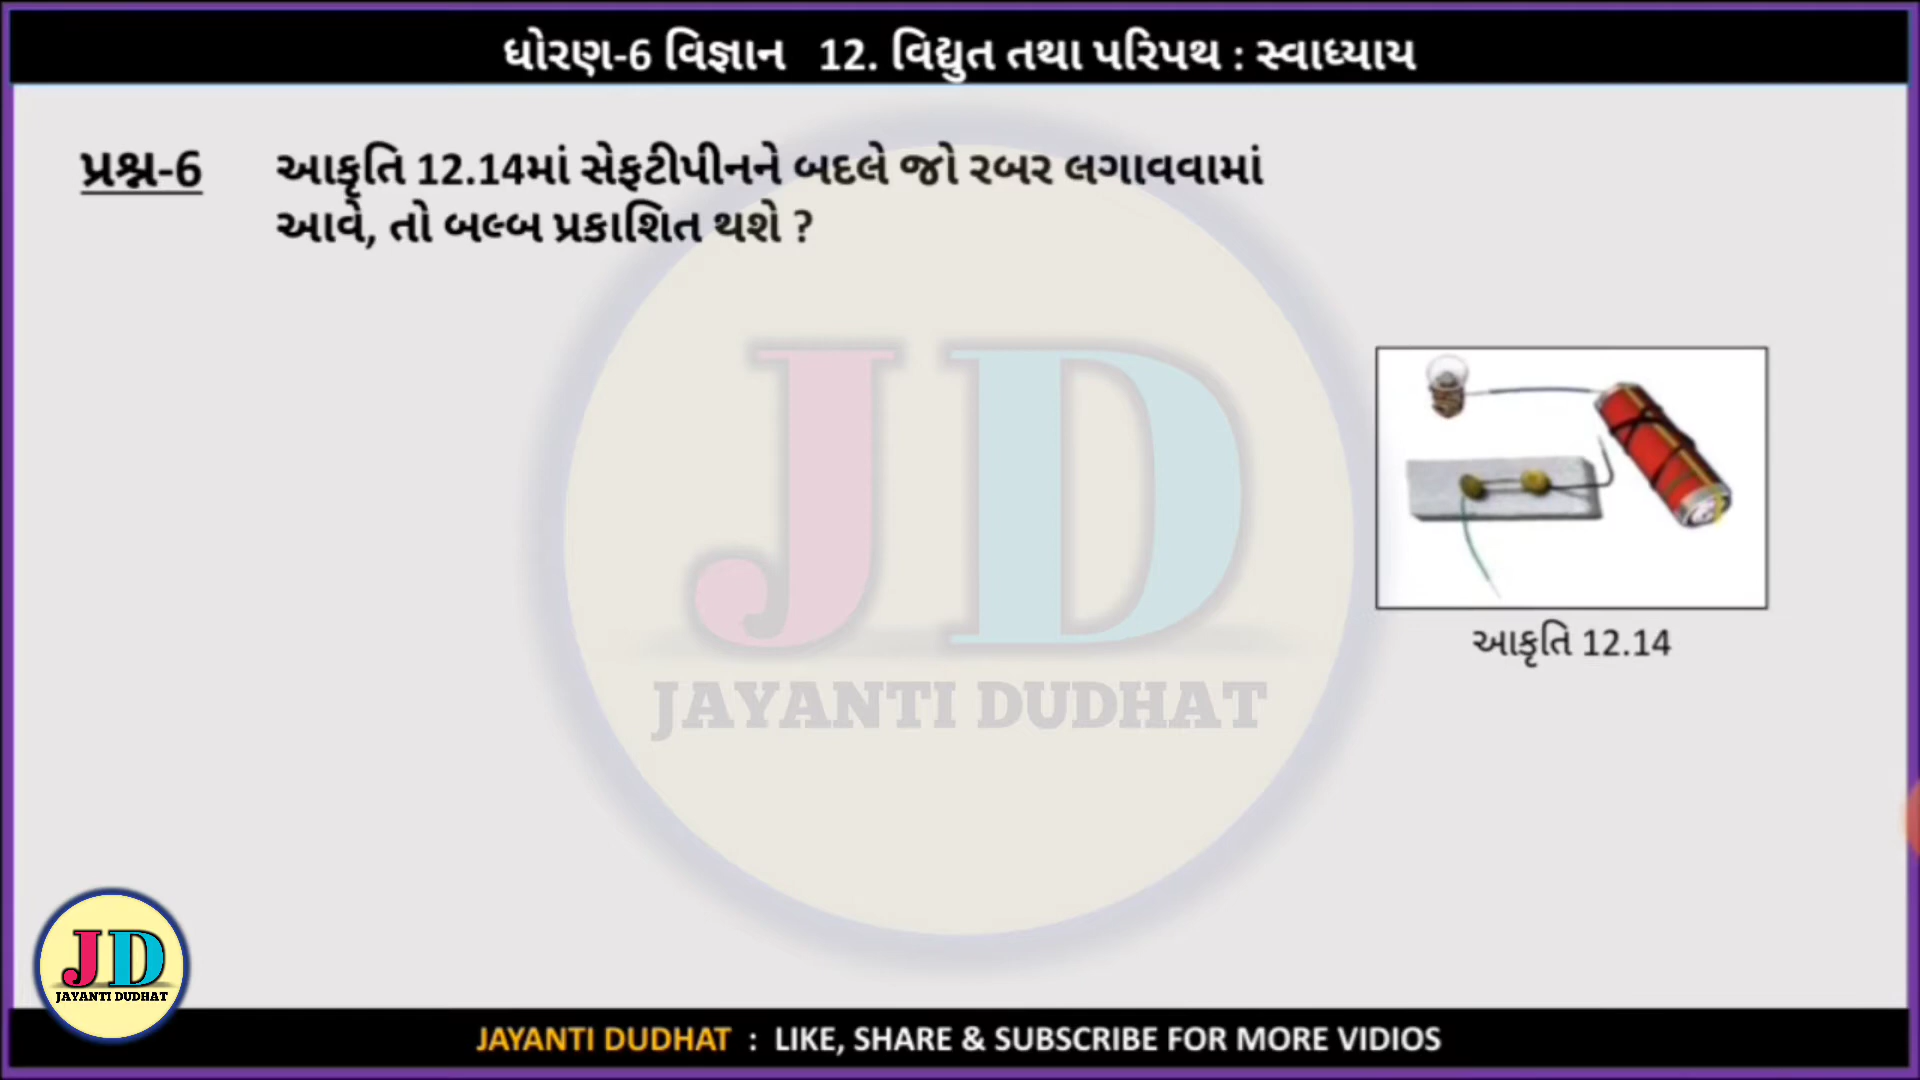 ધોરણ-6 વિજ્ઞાન 12. વિદ્યુત તથા પરિપથ : સ્વાધ્યાય
પ્રશ્ન-6 આકૃતિ 12.14માં સેફ્ટીપીનને બદલે જો રબર લગાવવામાં
આવે, તો બલ્બ પ્રકાશિત થશે ?
JD
JAYANTI DUDHAT
આકૃતિ 12.14
JD
JAYANTI DUDHAT
JAYANTI DUDHAT : LIKE, SHARE & SUBSCRIBE FOR MORE VIDIOS